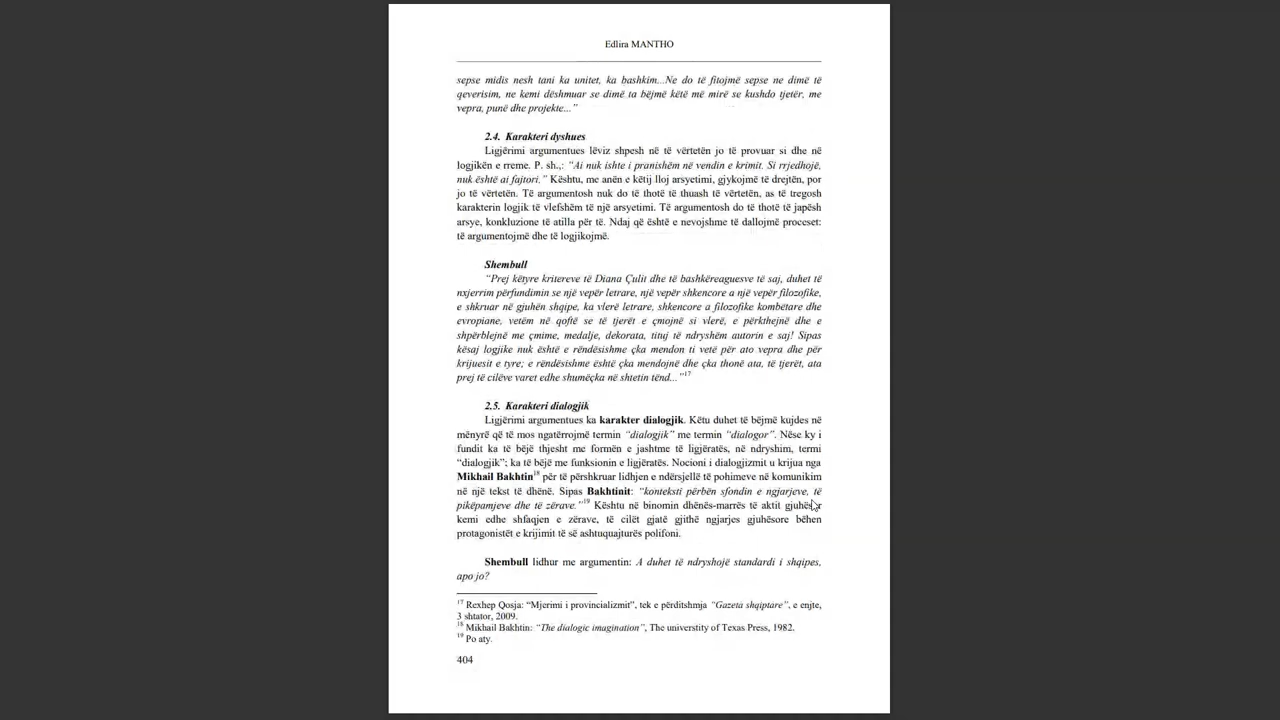 Edlira MANTHO
sepse midis nesh tani ka unitet, ka bashkim...Ne do të fitojmë sepse ne dimë të
qeverisim, ne kemi dëshmuar se dimë ta bëjmë këtë më mirë se kushdo tjetër, me
vepra, punë dhe projekte...”
2.4. Karakteri dyshues
Ligjërimi argumentues lëviz shpesh në të vërtetën jo të provuar si dhe në
logjikën e rreme. P. sh.,: “Ai nuk ishte i pranishëm në vendin e krimit. Si rrjedhojë,
nuk është ai fajtori.” Kështu, me anën e këtij lloj arsyetimi, gjykojmë të drejtën, por
jo të vërtetën. Të argumentosh nuk do të thotë të thuash të vërtetën, as të tregosh
karakterin logjik të vlefshëm të një arsyetimi. Të argumentosh do të thotë të japësh
arsye, konkluzione të atilla për të. Ndaj që është e nevojshme të dallojmë proceset:
të argumentojmë dhe të logjikojmë.
Shembull
“Prej këtyre kritereve të Diana Çulit dhe të bashkëreaguesve të saj, duhet të
nxjerrim përfundimin se një vepër letrare, një vepër shkencore a një vepër filozofike,
e shkruar në gjuhën shqipe, ka vlerë letrare, shkencore a filozofike kombëtare dhe
evropiane, vetëm në qoftë se të tjerët e çmojnë si vlerë, e përkthejnë dhe e
shpërblejnë me çmime, medalje, dekorata, tituj të ndryshëm autorin e saj! Sipas
kësaj logjike nuk është e rëndësishme çka mendon ti vetë për ato vepra dhe për
krijuesit e tyre; e rëndësishme është çka mendojnë dhe çka thonë ata, të tjerët, ata
prej të cilëve varet edhe shumëçka në shtetin tënd...”17
2.5. Karakteri dialogjik
Ligjërimi argumentues ka karakter dialogjik. Këtu duhet të bëjmë kujdes në
mënyrë që të mos ngatërrojmë termin “dialogjik” me termin “dialogor”. Nëse ky i
fundit ka të bëjë thjesht me formën e jashtme të ligjëratës, në ndryshim, termi
“dialogjik”; ka të bëjë me funksionin e ligjëratës. Nocioni i dialogjizmit u krijua nga
Mikhail Bakhtin18 për të përshkruar lidhjen e ndërsjellë të pohimeve në komunikim
në një tekst të dhënë. Sipas Bakhtinit: “konteksti përbën sfondin e ngjarjeve, të
pikëpamjeve dhe të zërave.”19 Kështu në binomin dhënës-marrës të aktit gjuhësor
kemi edhe shfaqjen e zërave, të cilët gjatë gjithë ngjarjes gjuhësore bëhen
protagonistët e krijimit të së ashtuquajturës polifoni.
Shembull lidhur me argumentin: A duhet të ndryshojë standardi i shqipes,
apo jo?
17 Rexhep Qosja: “Mjerimi i provincializmit”, tek e përditshmja “Gazeta shqiptare”, e enjte,
3 shtator, 2009.
18 Mikhail Bakhtin: “The dialogic imagination”, The universtity of Texas Press, 1982.
19 Po aty.
404